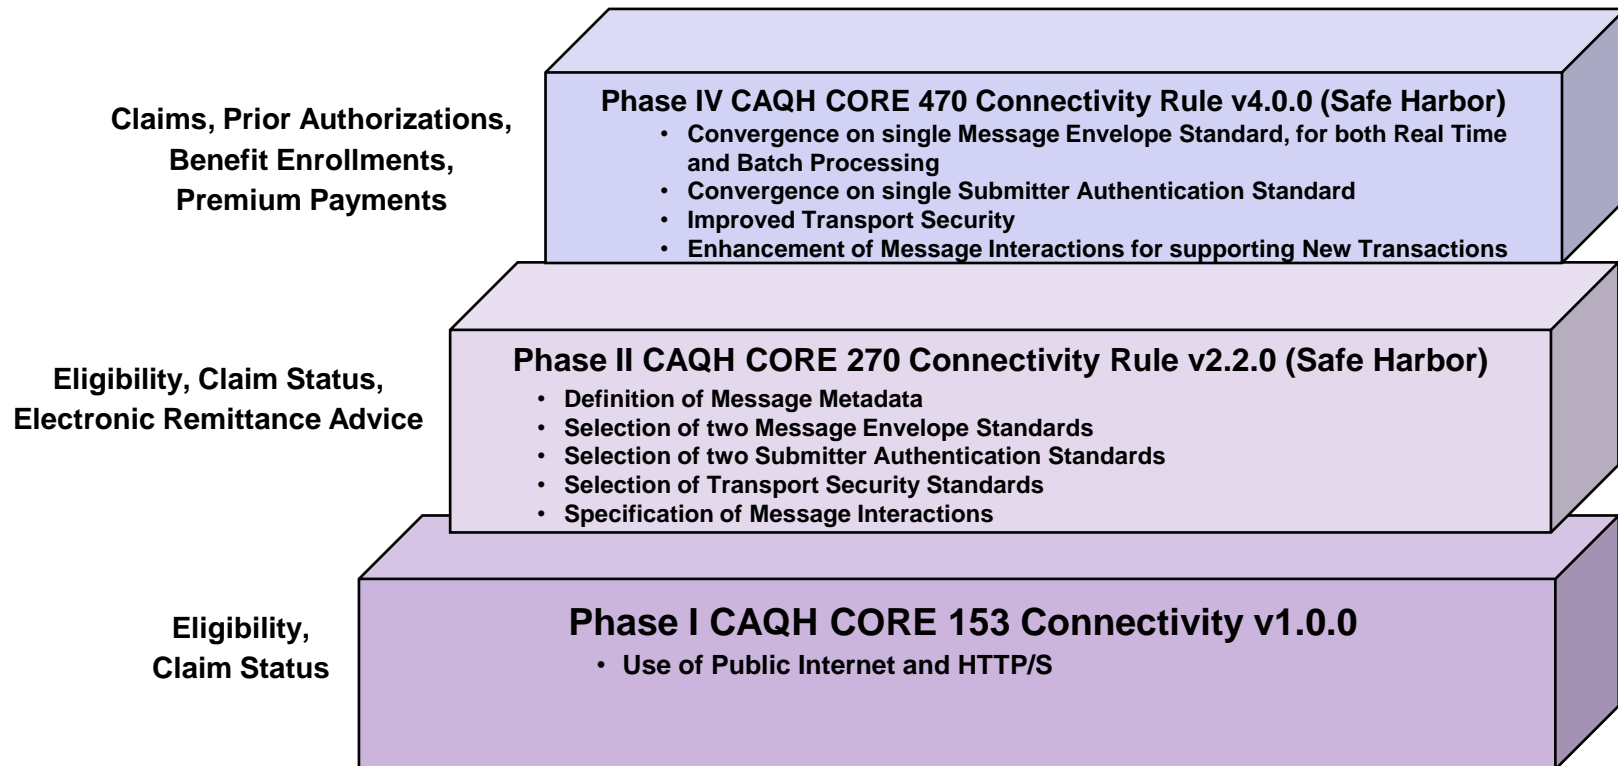 Claims, Prior Authorizations,
Benefit Enrollments,
Premium Payments
Phase IV CAQH CORE 470 Connectivity Rule v4.0.0 (Safe Harbor)
• Convergence on single Message Envelope Standard, for both Real Time
and Batch Processing
• Convergence on single Submitter Authentication Standard
• Improved Transport Security
• Enhancement of Message Interactions for supporting New Transactions
Eligibility, Claim Status,
Electronic Remittance Advice
Phase II CAQH CORE 270 Connectivity Rule v2.2.0 (Safe Harbor)
• Definition of Message Metadata
• Selection of two Message Envelope Standards
• Selection of two Submitter Authentication Standards
• Selection of Transport Security Standards
• Specification of Message Interactions
Eligibility,
Claim Status
Phase I CAQH CORE 153 Connectivity v1.0.0
• Use of Public Internet and HTTP/S